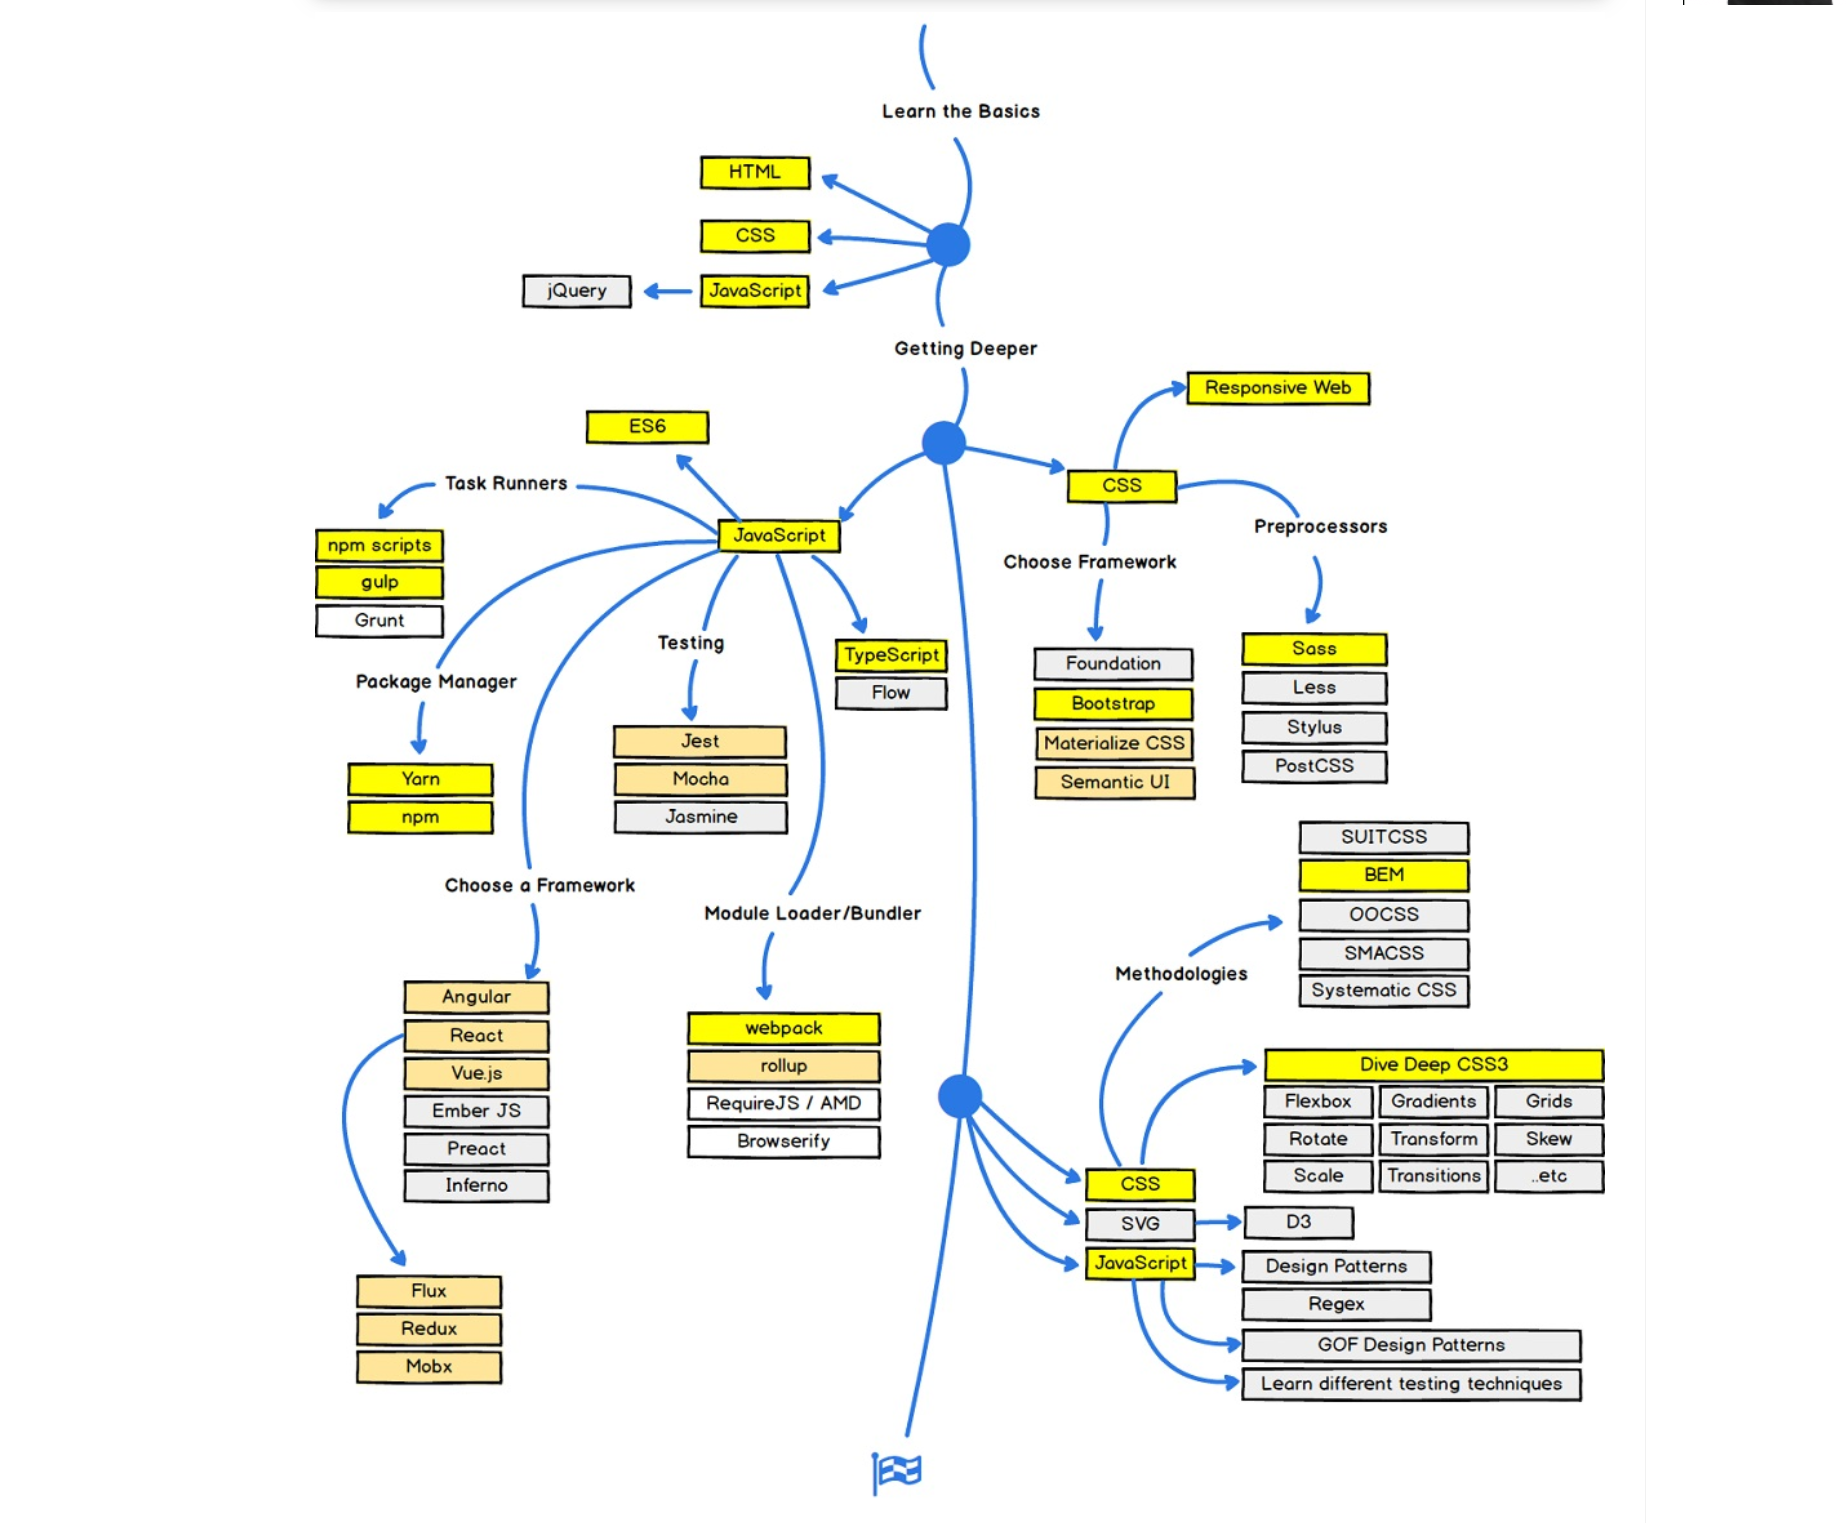 Learn the Basics
HTML
CSS
jQuery
JavaScript
Getting Deeper
Responsive Web
ES6
Task Runners
CSS
npm scripts
gulp
Grunt
JavaScript
Preprocessors
Choose Framework
Testing
Package Manager
TypeScript
Flow
Foundation
Bootstrap
Materialize CSS
Semantic UI
Sass
Less
Stylus
PostCSS
Jest
Mocha
Jasmine
Yarn
npm
Choose a Framework
Module Loader/Bundler
SUITCSS
BEM
OOCSS
SMACSS
Systematic CSS
Methodologies
Angular
React
Vue.js
Ember JS
Preact
Inferno
webpack
rollup
RequireJS / AMD
Browserify
Dive Deep CSS3
Flexbox Gradients Grids
Rotate Transform Skew
Scale Transitions ..etc
CSS
SVG
D3
JavaScript
Design Patterns
Regex
GOF Design Patterns
Learn different testing techniques
Flux
Redux
Mobx